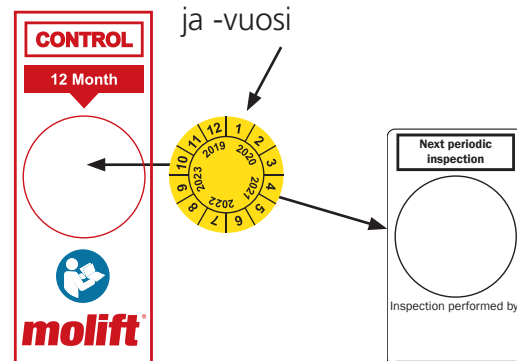 ja -vuosi
CONTROL
12 Month
1 2 3 4 5 6 7 8 9 10 11 12
2019 2020 2021 2022 2023
molift®
Next periodic
inspection
Inspection performed by